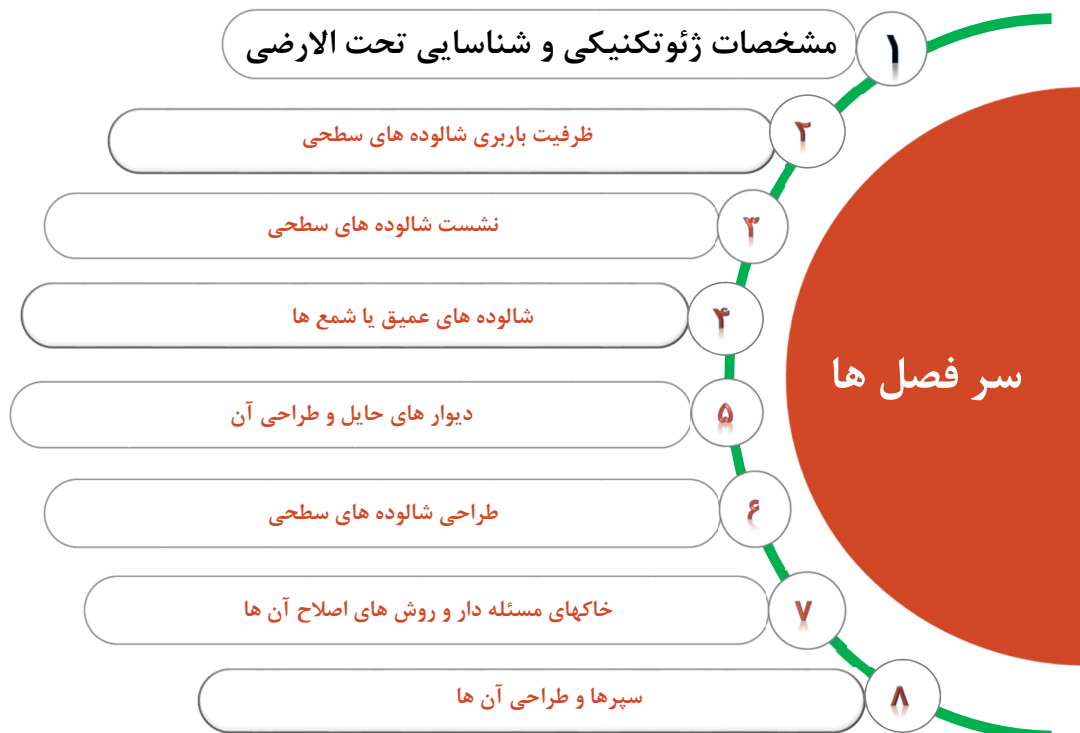 سر فصل ها
۱
مشخصات ژئوتکنیکی و شناسایی تحت الارضی
۲
ظرفیت باربری شالوده های سطحی
۳
نشست شالوده های سطحی
۴
شالوده های عمیق یا شمع ها
۵
دیوار های حایل و طراحی آن
۶
طراحی شالوده های سطحی
۷
خاکهای مسئله دار و روش های اصلاح آن ها
۸
سپرها و طراحی آن ها